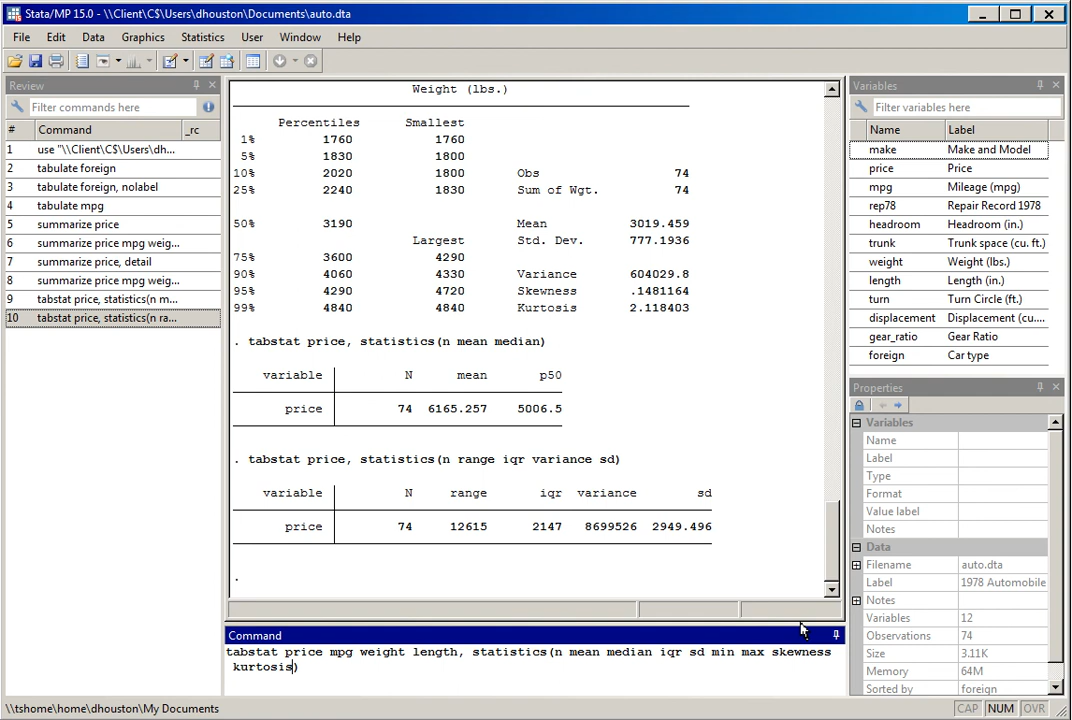 Stata/MP 15.0 - \\Client\C$\Users\dhouston\Documents\auto.dta
File Edit Data Graphics Statistics User Window Help
Review
Filter commands here
# Command _rc
1 use "\\Client\C$\Users\dh...
2 tabulate foreign
3 tabulate foreign, nolabel
4 tabulate mpg
5 summarize price
6 summarize price mpg weig...
7 summarize price, detail
8 summarize price mpg weig...
9 tabstat price, statistics(n m...
10 tabstat price, statistics(n ra...
Weight (lbs.)
Percentiles Smallest
1% 1760 1760
5% 1830 1800
10% 2020 1800 Obs 74
25% 2240 1830 Sum of Wgt. 74
50% 3190 Mean 3019.459
Largest Std. Dev. 777.1936
75% 3600 4290
90% 4060 4330 Variance 604029.8
95% 4290 4720 Skewness .1481164
99% 4840 4840 Kurtosis 2.118403
. tabstat price, statistics(n mean median)
variable N mean p50
price 74 6165.257 5006.5
. tabstat price, statistics(n range iqr variance sd)
variable N range iqr variance sd
price 74 12615 2147 8699526 2949.496
.
Command
tabstat price mpg weight length, statistics(n mean median iqr sd min max skewness
kurtosis)
Variables
Filter variables here
Name Label
make Make and Model
price Price
mpg Mileage (mpg)
rep78 Repair Record 1978
headroom Headroom (in.)
trunk Trunk space (cu. ft.)
weight Weight (lbs.)
length Length (in.)
turn Turn Circle (ft.)
displacement Displacement (cu....
gear_ratio Gear Ratio
foreign Car type
Properties
Variables
Name
Label
Type
Format
Value label
Notes
Data
Filename auto.dta
Label 1978 Automobile
Notes
Variables 12
Observations 74
Size 3.11K
Memory 64M
Sorted by foreign
\\tshome\home\dhouston\My Documents
CAP NUM OVR